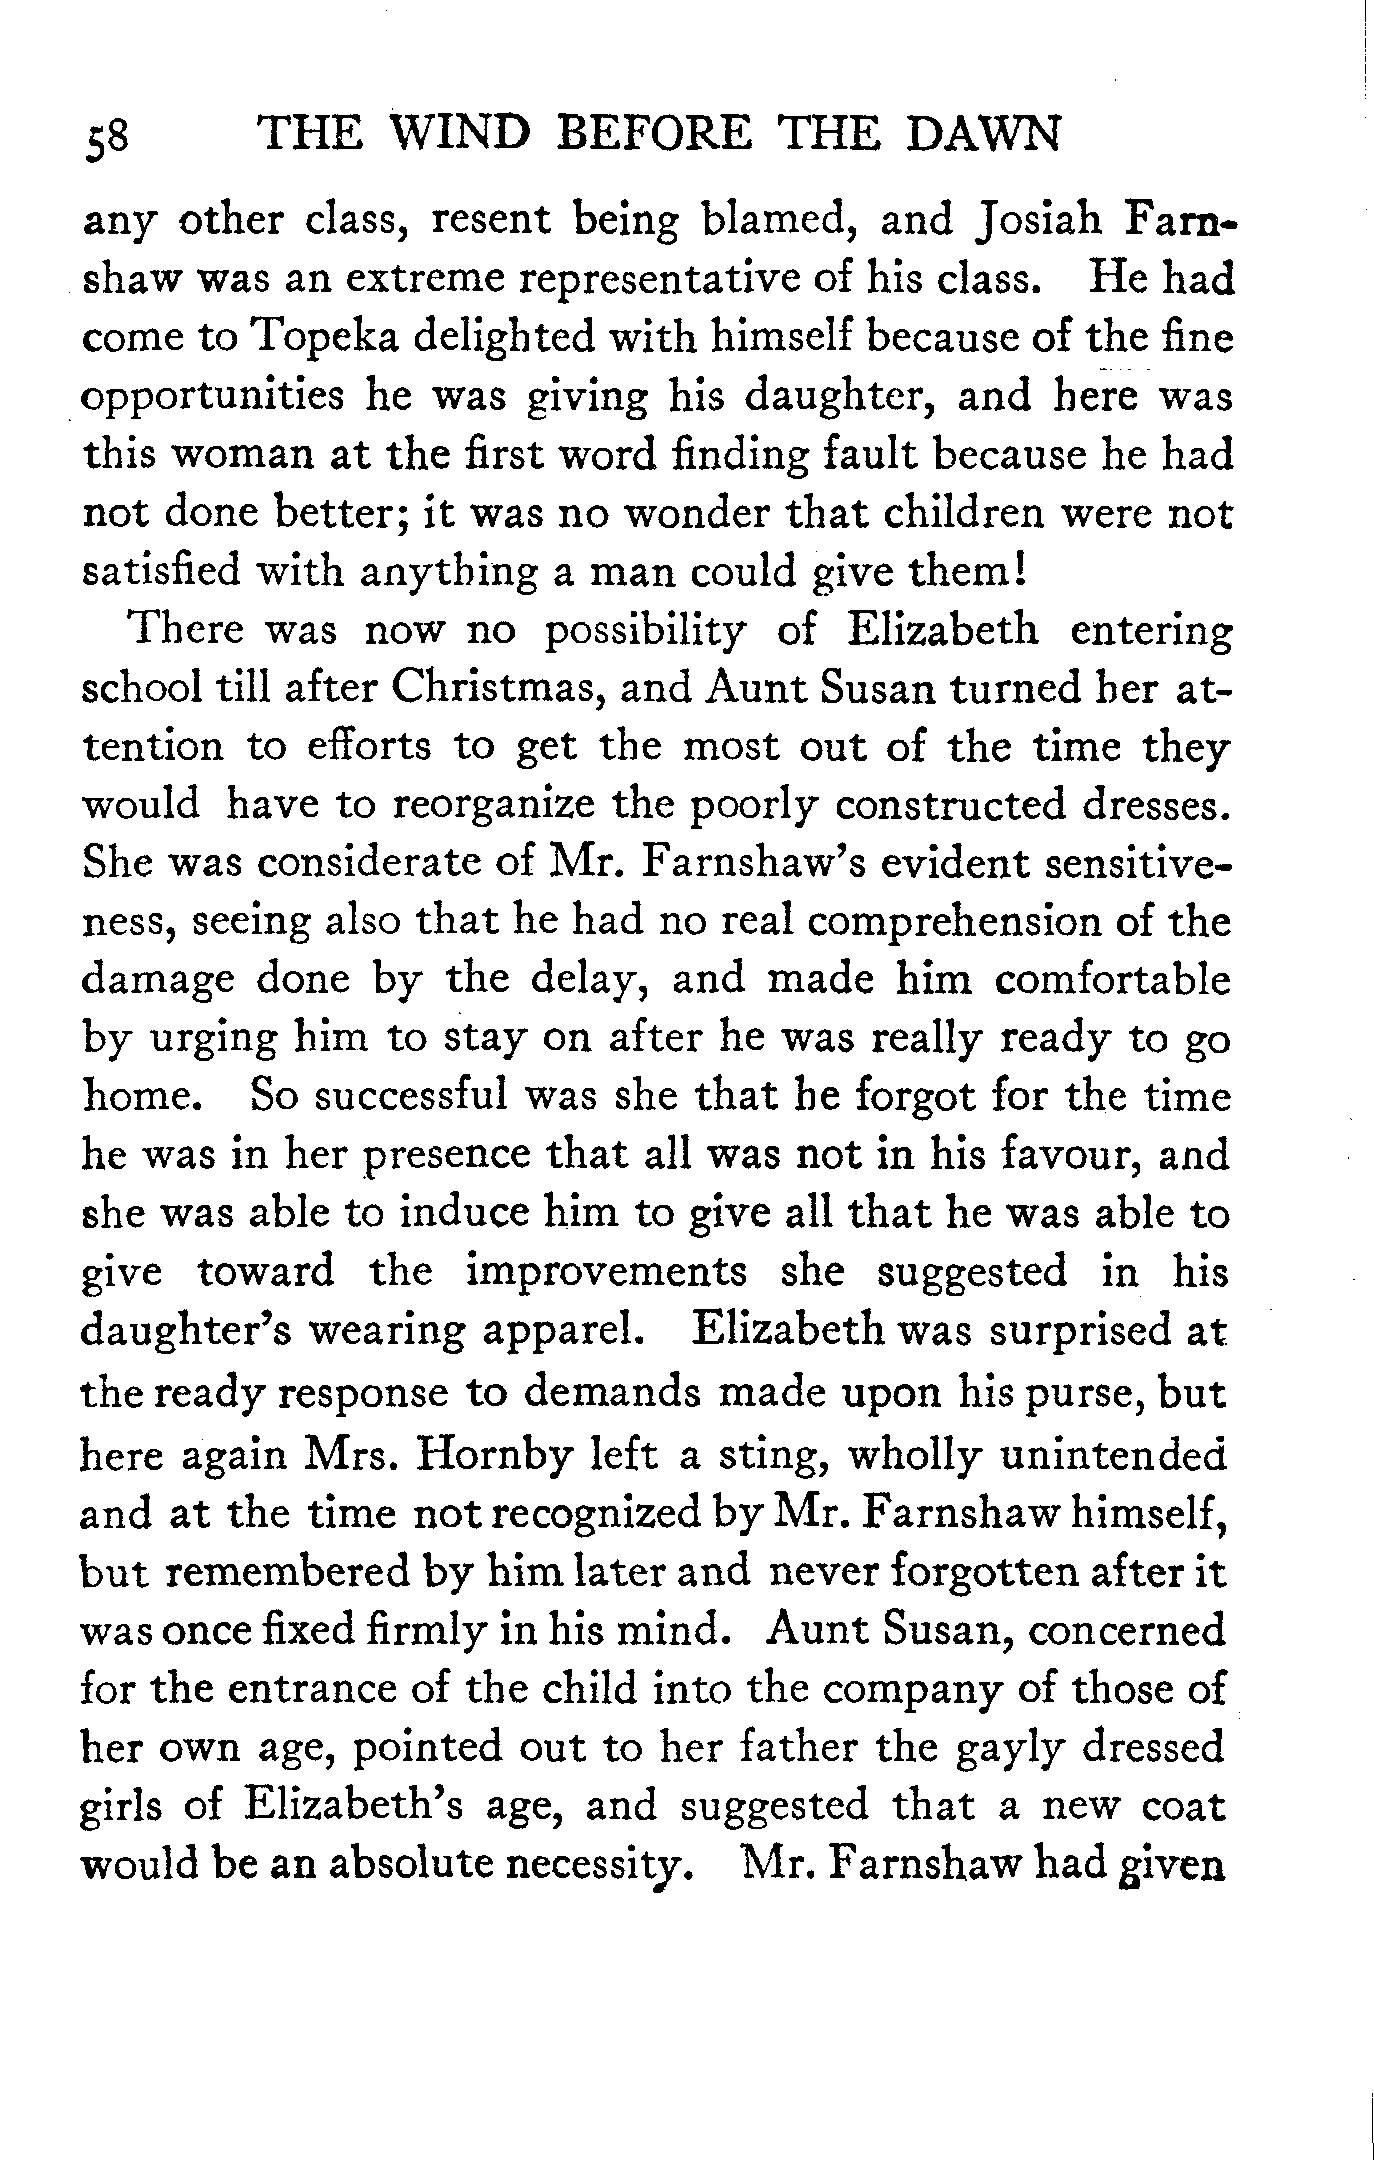 58 THE WIND BEFORE THE DAWN
any other class, resent being blamed, and Josiah Farn-
shaw was an extreme representative of his class. He had
come to Topeka delighted with himself because of the fine
opportunities he was giving his daughter, and here was
this woman at the first word finding fault because he had
not done better; it was no wonder that children were not
satisfied with anything a man could give them!
There was now no possibility of Elizabeth entering
school till after Christmas, and Aunt Susan turned her at-
tention to efforts to get the most out of the time they
would have to reorganize the poorly constructed dresses.
She was considerate of Mr. Farnshaw's evident sensitive-
ness, seeing also that he had no real comprehension of the
damage done by the delay, and made him comfortable
by urging him to stay on after he was really ready to go
home. So successful was she that he forgot for the time
he was in her presence that all was not in his favour, and
she was able to induce him to give all that he was able to
give toward the improvements she suggested in his
daughter's wearing apparel. Elizabeth was surprised at
the ready response to demands made upon his purse, but
here again Mrs. Hornby left a sting, wholly unintended
and at the time not recognized by Mr. Farnshaw himself,
but remembered by him later and never forgotten after it
was once fixed firmly in his mind. Aunt Susan, concerned
for the entrance of the child into the company of those of
her own age, pointed out to her father the gayly dressed
girls of Elizabeth's age, and suggested that a new coat
would be an absolute necessity. Mr. Farnshaw had given